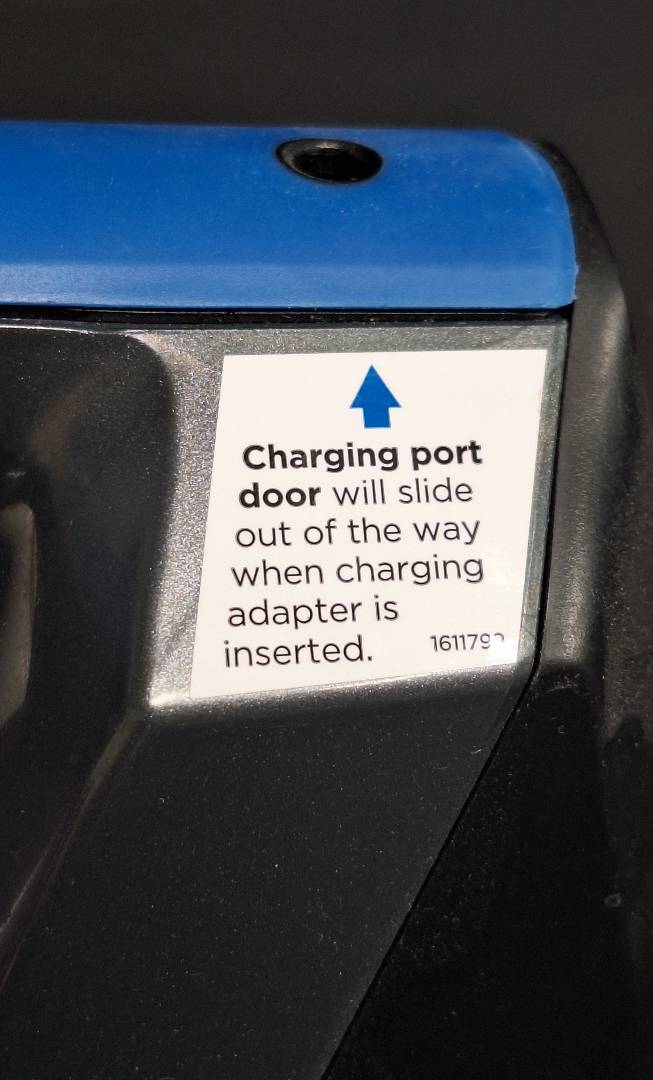 Charging port
door will slide
out of the way
when charging
adapter is
inserted.